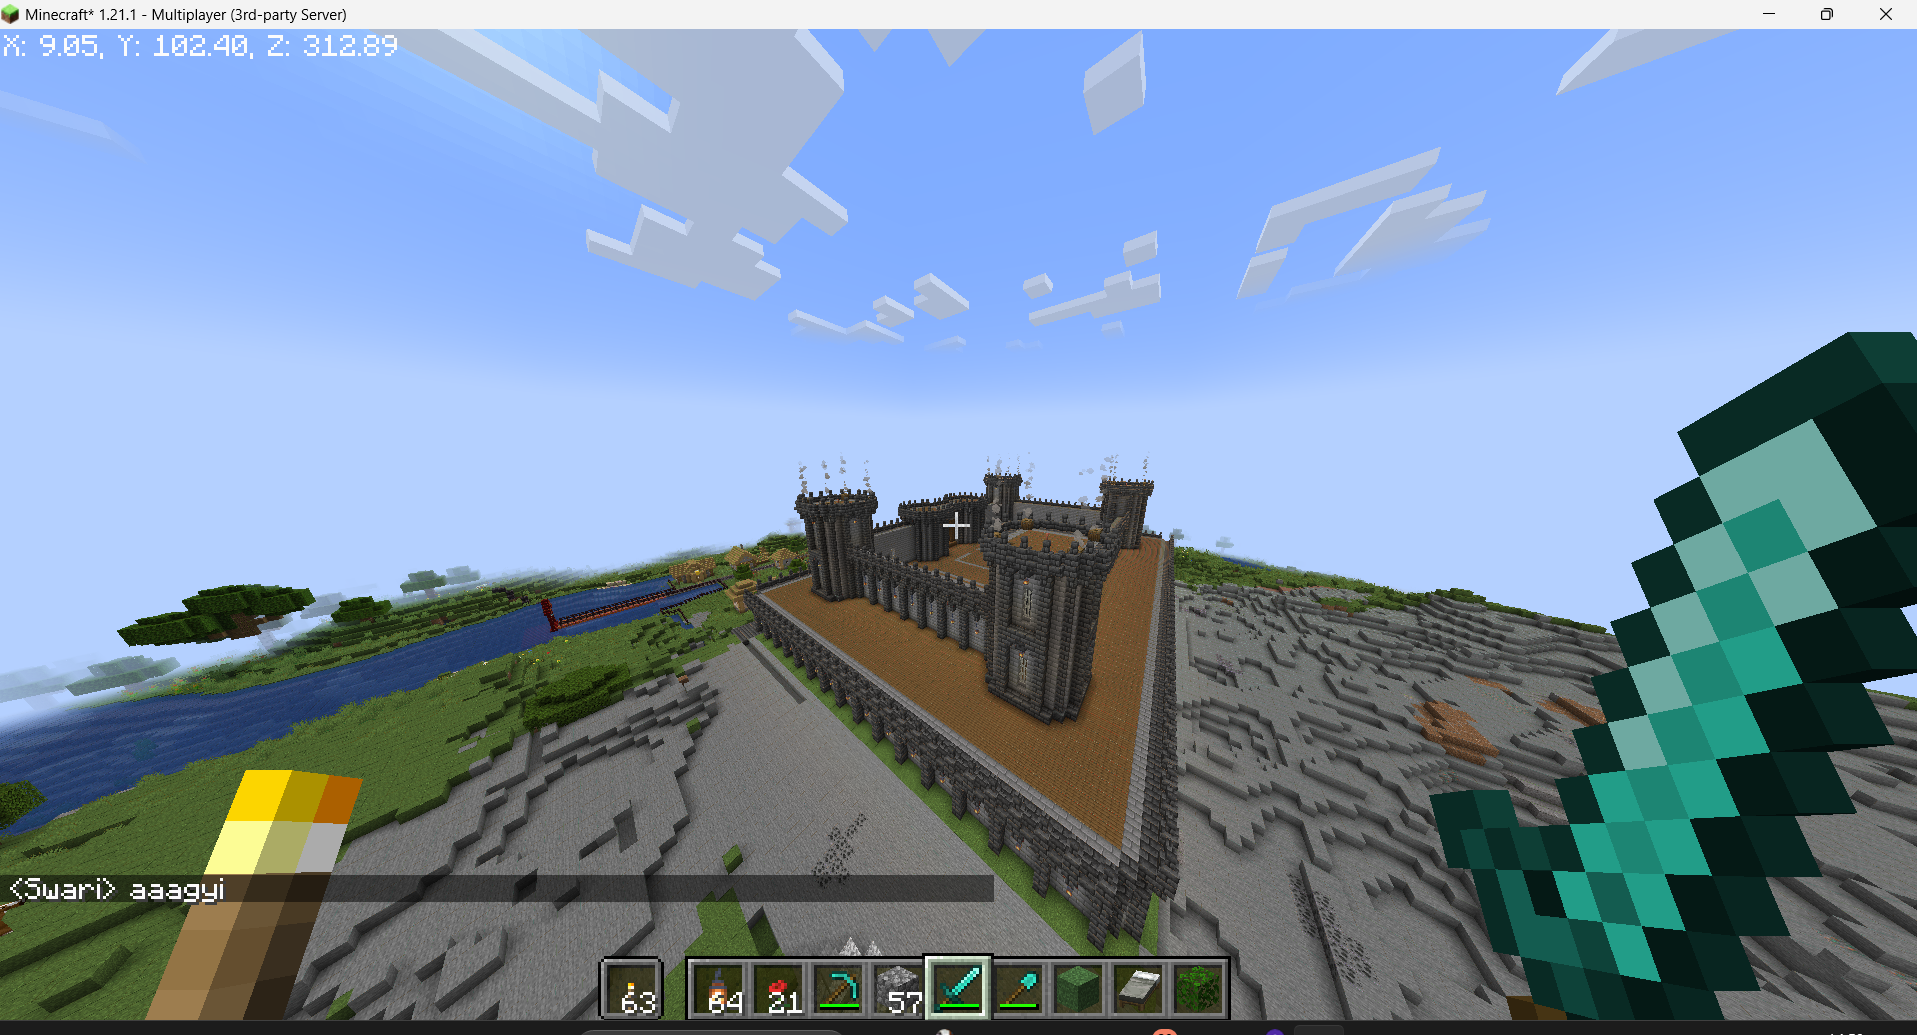 Minecraft* 1.21.1 - Multiplayer (3rd-party Server)
X: 9.05, Y: 102.40, Z: 312.89
<Swari> aaagyi
63 64 21 57